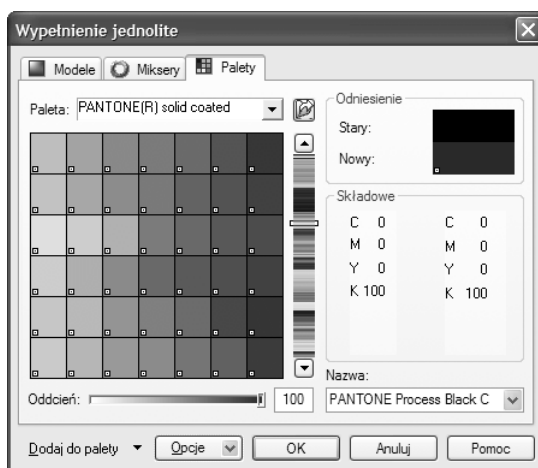 Wypełnienie jednolite
Modele Miksery Palety
Paleta: PANTONE(R) solid coated
Odniesienie
Stary:
Nowy:
Składowe
C 0 C 0
M 0 M 0
Y 0 Y 0
K 100 K 100
Nazwa:
Oddcień: 100 PANTONE Process Black C
Dodaj do palety Opcje OK Anuluj Pomoc